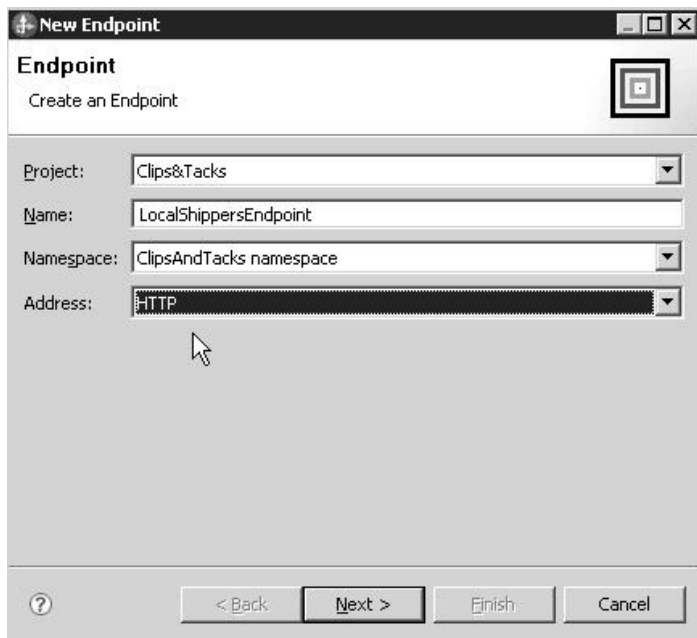 New Endpoint
Endpoint
Create an Endpoint
Project: Clips&Tacks
Name: LocalShippersEndpoint
Namespace: ClipsAndTacks namespace
Address: HTTP
? < Back Next > Finish Cancel